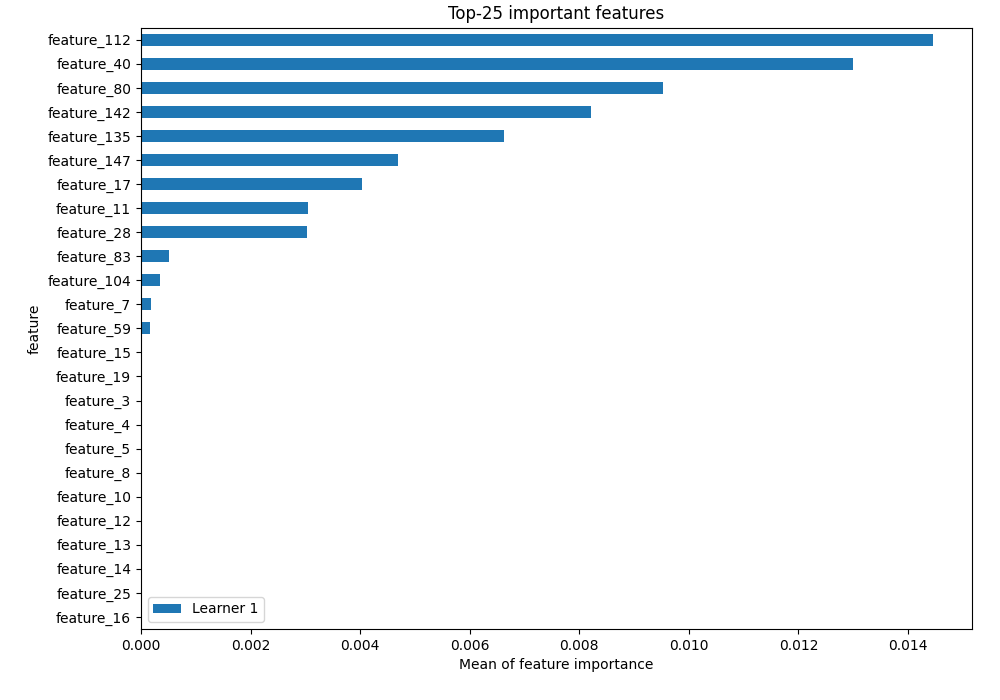 Top-25 important features
feature_112
feature_40
feature_80
feature_142
feature_135
feature_147
feature_17
feature_11
feature_28
feature_83
feature_104
feature_7
feature_59
feature_15
feature_19
feature_3
feature_4
feature_5
feature_8
feature_10
feature_12
feature_13
feature_14
feature_25
feature_16
feature
Learner 1
0.000 0.002 0.004 0.006 0.008 0.010 0.012 0.014
Mean of feature importance